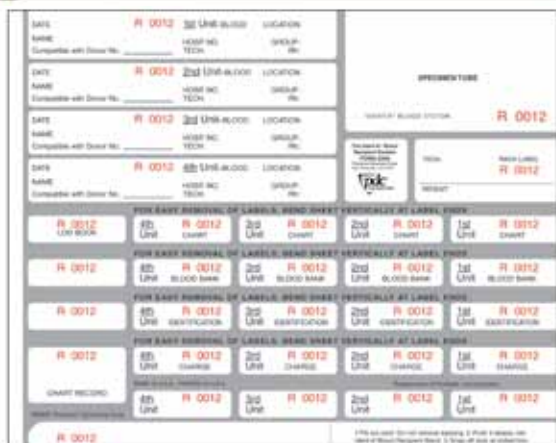 DATE R 0012 1st Unit BLOOD LOCATION
NAME HOSP. NO. GROUP
Compatible with Donor No. TECH. Rh
DATE R 0012 2nd Unit BLOOD LOCATION
NAME HOSP. NO. GROUP
Compatible with Donor No. TECH. Rh
DATE R 0012 3rd Unit BLOOD LOCATION
NAME HOSP. NO. GROUP
Compatible with Donor No. TECH. Rh
DATE R 0012 4th Unit BLOOD LOCATION
NAME HOSP. NO. GROUP
Compatible with Donor No. TECH. Rh
SPECIMEN TUBE
R 0012
pdc
TECH. RACK LABEL
R 0012
FOR EASY REMOVAL OF LABELS, BEND SHEET VERTICALLY AT LABEL ENDS
R 0012 4th R 0012 3rd R 0012 2nd R 0012 1st R 0012
LOG BOOK Unit CHART Unit CHART Unit CHART Unit CHART
FOR EASY REMOVAL OF LABELS, BEND SHEET VERTICALLY AT LABEL ENDS
R 0012 4th R 0012 3rd R 0012 2nd R 0012 1st R 0012
Unit BLOOD BANK Unit BLOOD BANK Unit BLOOD BANK Unit BLOOD BANK
FOR EASY REMOVAL OF LABELS, BEND SHEET VERTICALLY AT LABEL ENDS
R 0012 4th R 0012 3rd R 0012 2nd R 0012 1st R 0012
Unit IDENTIFICATION Unit IDENTIFICATION Unit IDENTIFICATION Unit IDENTIFICATION
FOR EASY REMOVAL OF LABELS, BEND SHEET VERTICALLY AT LABEL ENDS
R 0012 4th R 0012 3rd R 0012 2nd R 0012 1st R 0012
Unit CHARGE Unit CHARGE Unit CHARGE Unit CHARGE
CHART RECORD
4th R 0012 3rd R 0012 2nd R 0012 1st R 0012
Unit Unit Unit Unit
R 0012